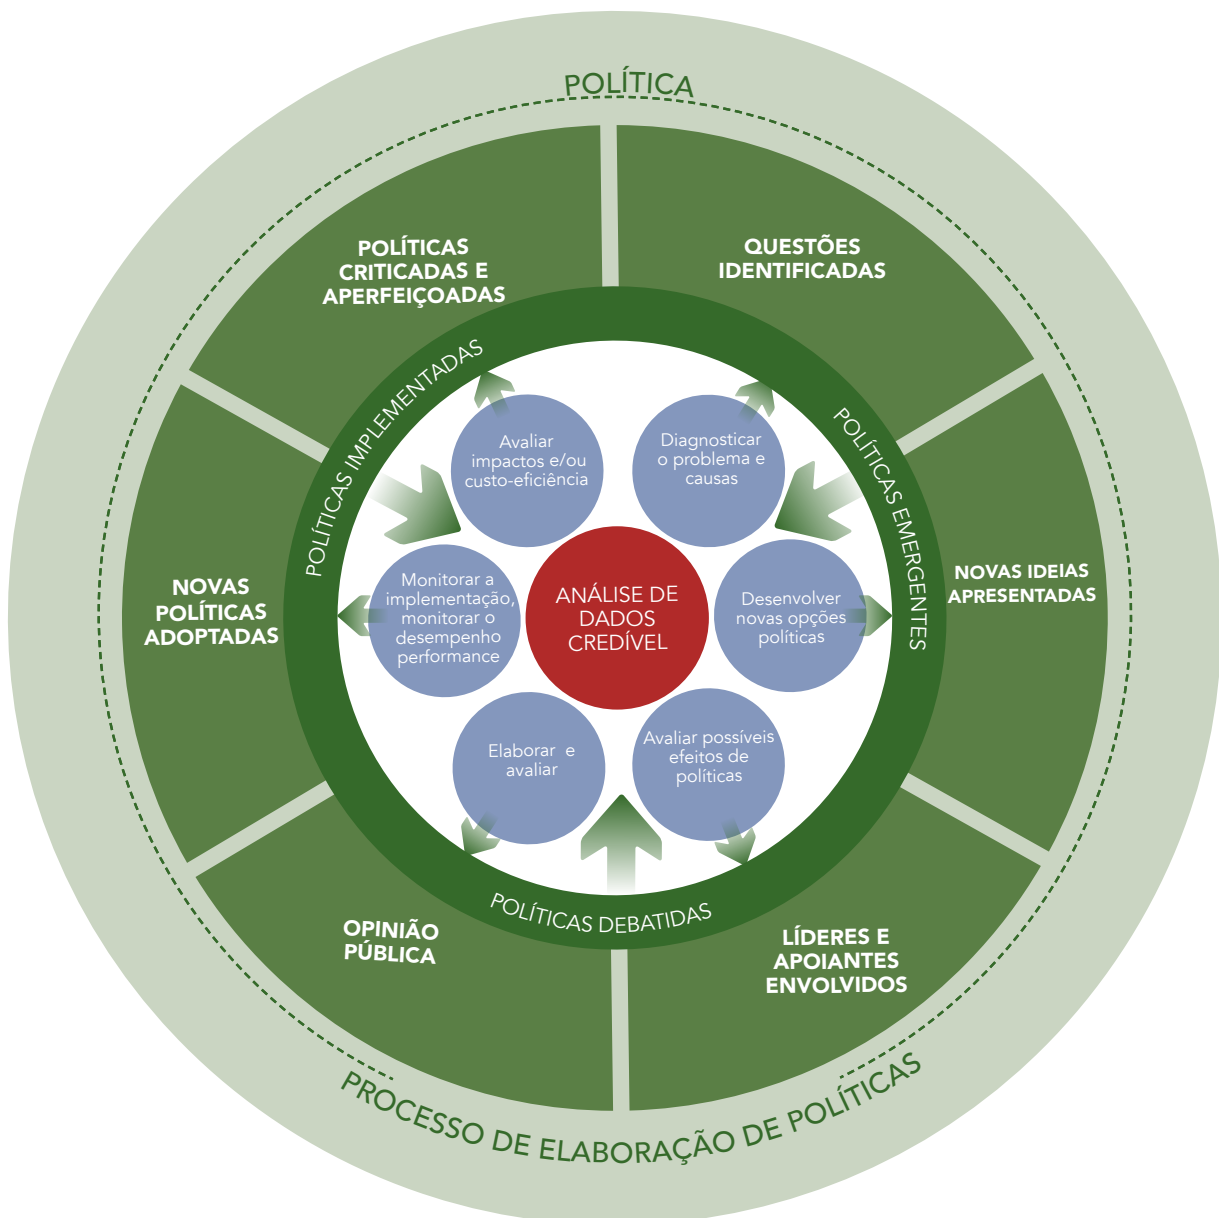 POLÍTICA
QUESTÕES
IDENTIFICADAS
NOVAS IDEIAS
APRESENTADAS
LÍDERES E
APOIANTES
ENVOLVIDOS
OPINIÃO
PÚBLICA
NOVAS
POLÍTICAS
ADOPTADAS
POLÍTICAS
CRITICADAS E
APERFEIÇOADAS
POLÍTICAS EMERGENTES
POLÍTICAS DEBATIDAS
POLÍTICAS IMPLEMENTADAS
Diagnosticar
o problema e
causas
Desenvolver
novas opções
políticas
Avaliar possíveis
efeitos de
políticas
Elaborar e
avaliar
Monitorar a
implementação,
monitorar o
desempenho
performance
Avaliar
impactos e/ou
custo-eficiência
ANÁLISE DE
DADOS
CREDÍVEL
PROCESSO DE ELABORAÇÃO DE POLÍTICAS